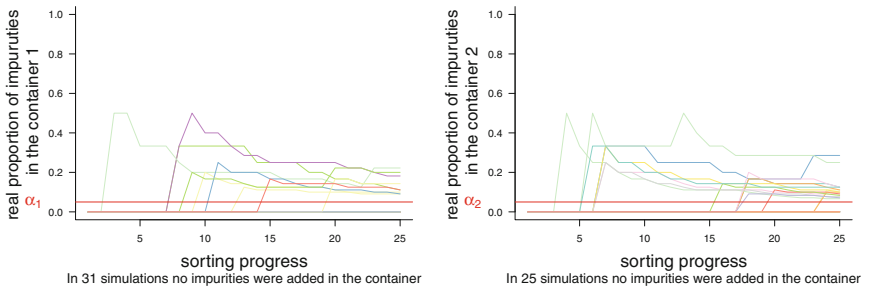 real proportion of impuruties
in the container 1
α1
1.0
0.8
0.6
0.4
0.2
0.0
5 10 15 20 25
sorting progress
In 31 simulations no impurities were added in the container
real proportion of impuruties
in the container 2
α2
1.0
0.8
0.6
0.4
0.2
0.0
5 10 15 20 25
sorting progress
In 25 simulations no impurities were added in the container